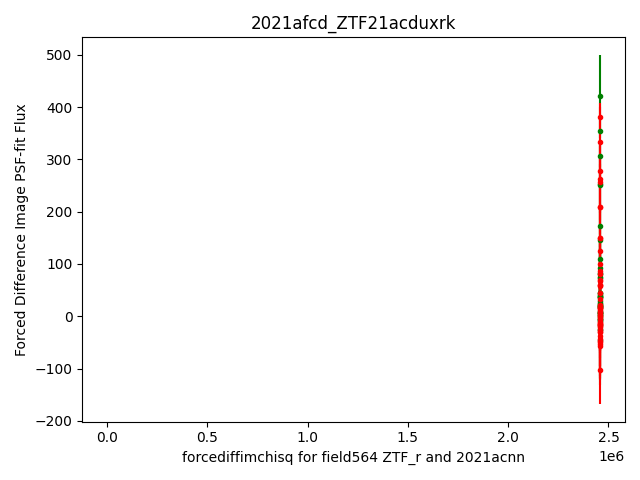 2021afcd_ZTF21acduxrk
Forced Difference Image PSF-fit Flux
500
400
300
200
100
0
−100
−200
0.0 0.5 1.0 1.5 2.0 2.5
1e6
forcediffimchisq for field564 ZTF_r and 2021acnn